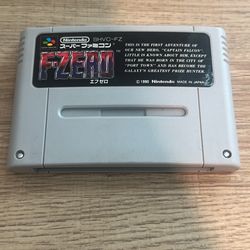 Nintendo SHVC-FZ
スーパーファミコン
F-ZERO
エフゼロ
THIS IS THE FIRST ADVENTURE OF
OUR NEW HERO, "CAPTAIN FALCON".
LITTLE IS KNOWN ABOUT HIM, EXCEPT
THAT HE WAS BORN IN THE CITY OF
"PORT TOWN" AND HAS BECOME THE
GALAXY'S GREATEST PRIZE HUNTER.
© 1990 Nintendo MADE IN JAPAN